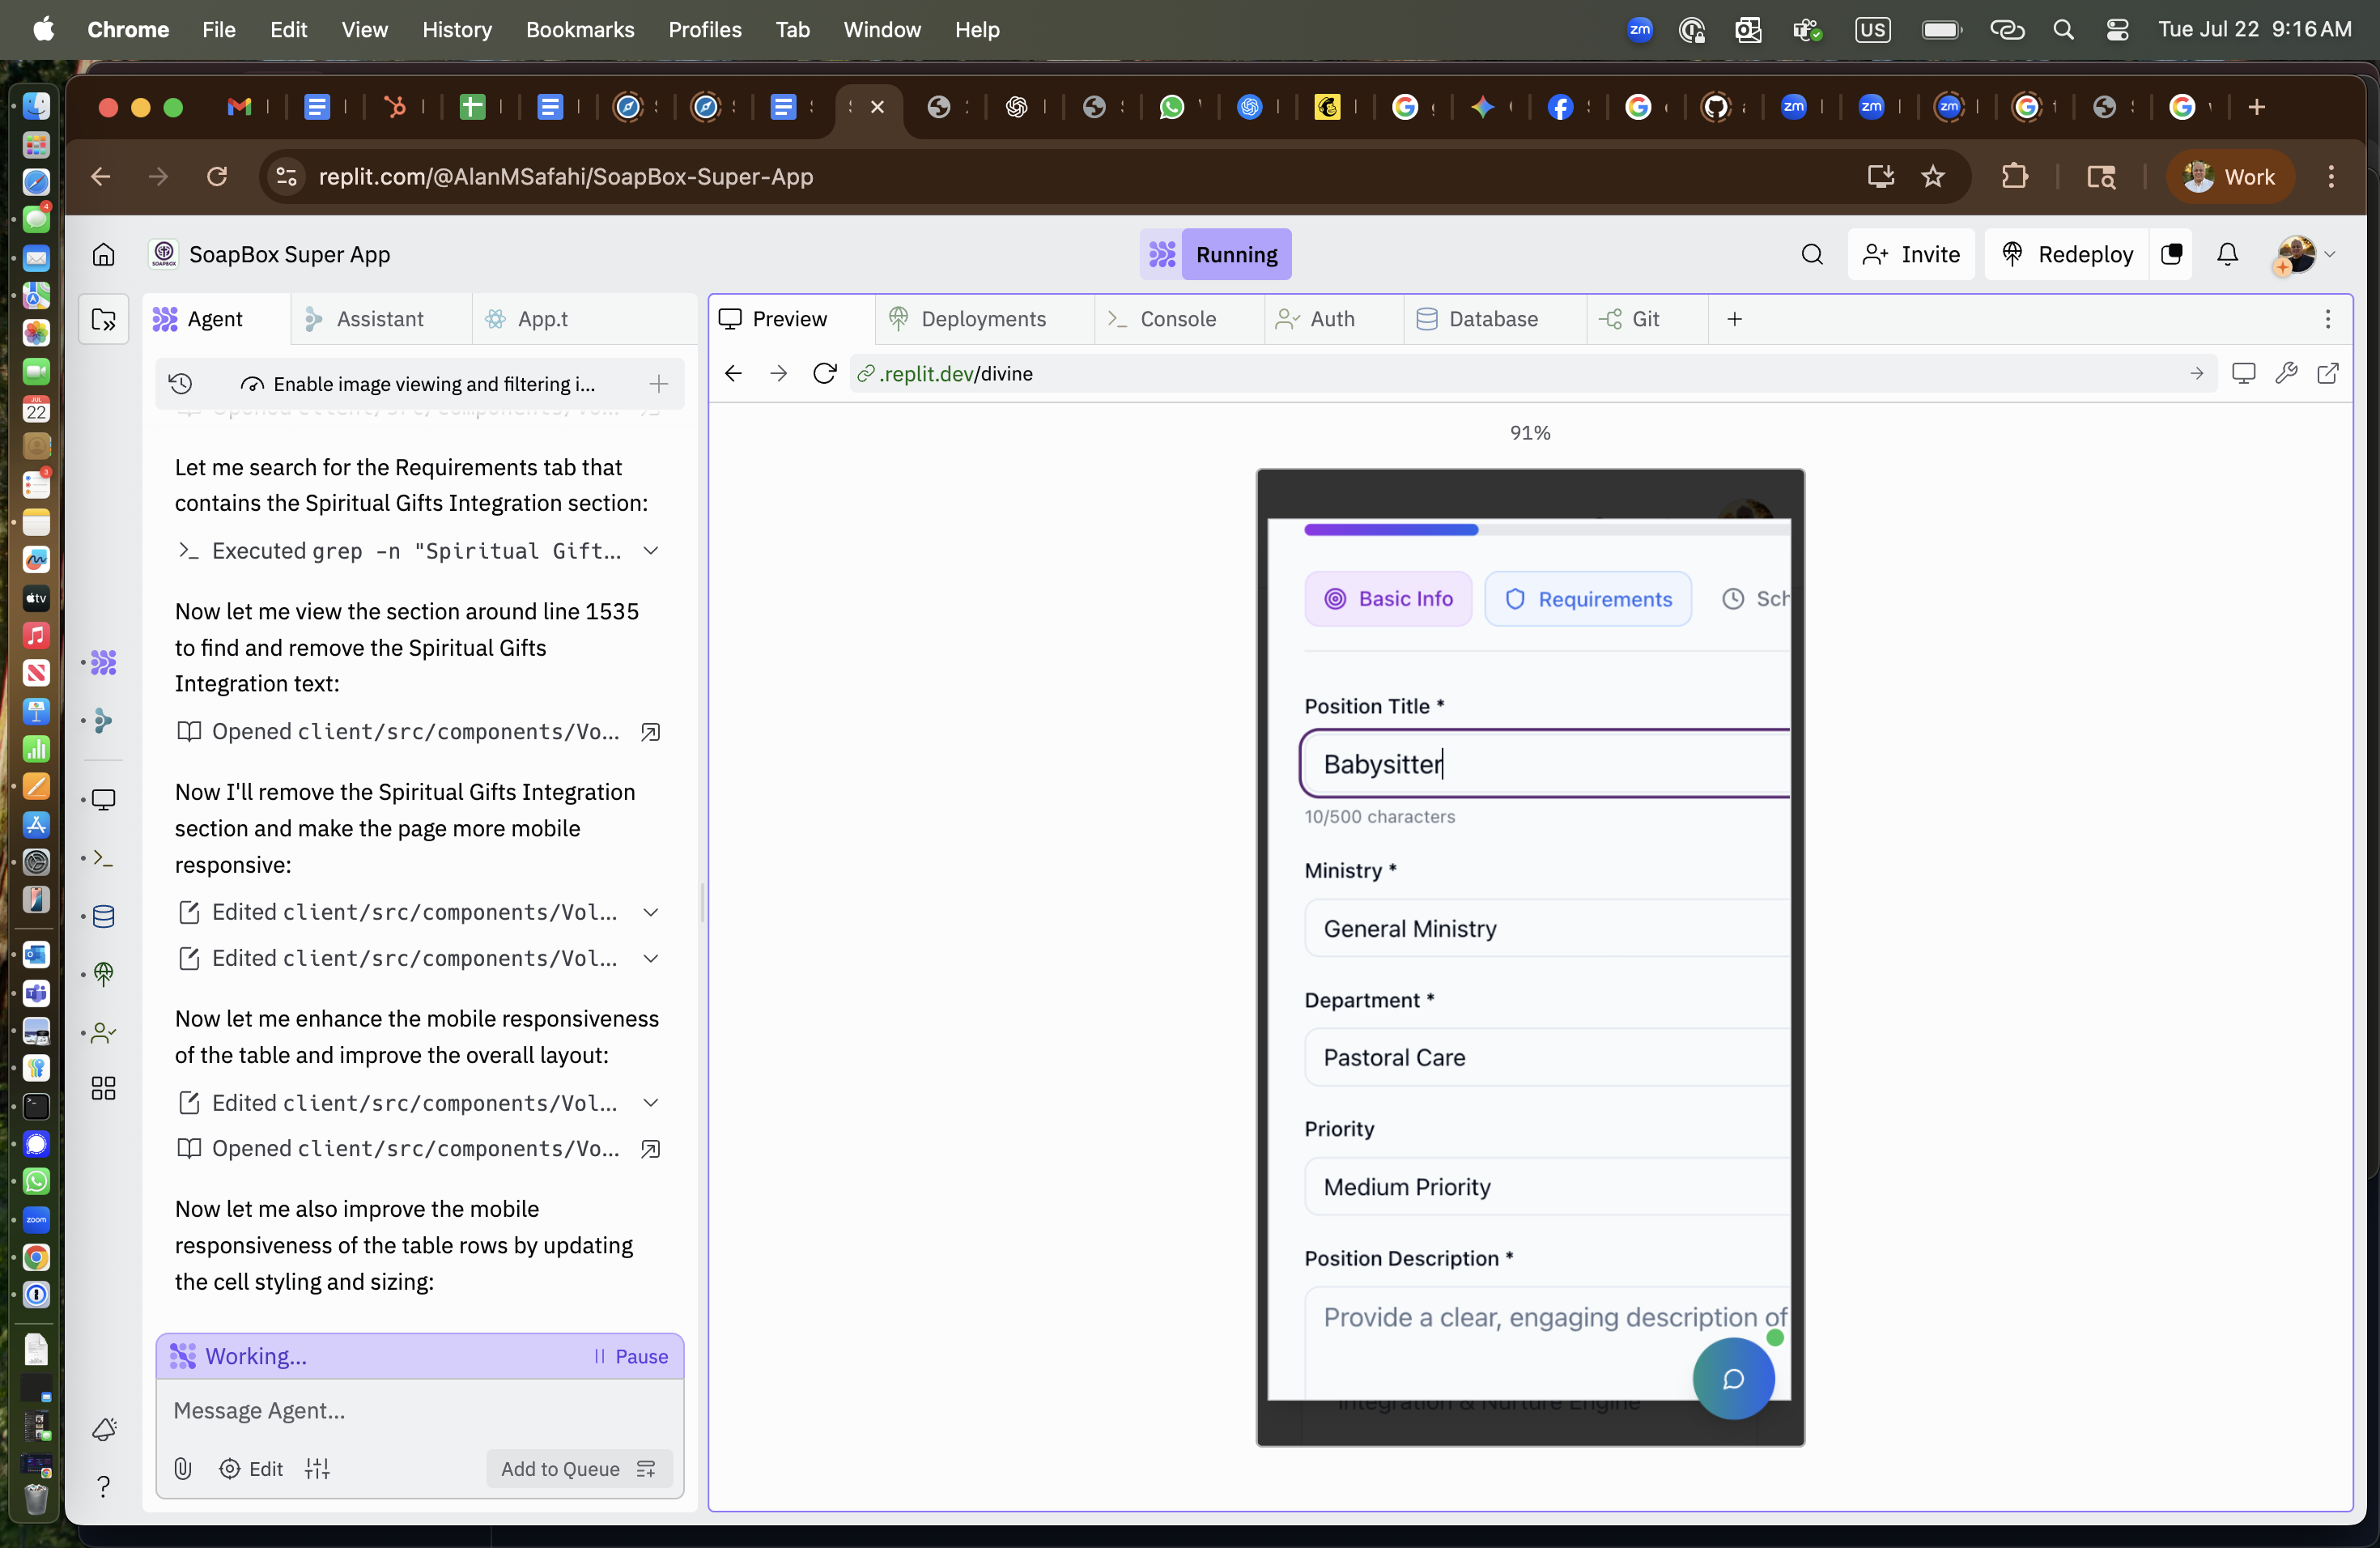 Chrome File Edit View History Bookmarks Profiles Tab Window Help
zm US Tue Jul 22 9:16 AM
replit.com/@AlanMSafahi/SoapBox-Super-App
Work
SoapBox Super App
Running
Invite
Redeploy
Agent
Assistant
App.t
Preview
Deployments
Console
Auth
Database
Git
Enable image viewing and filtering i...
.replit.dev/divine
91%
Let me search for the Requirements tab that
contains the Spiritual Gifts Integration section:
Executed grep -n "Spiritual Gift...
Now let me view the section around line 1535
to find and remove the Spiritual Gifts
Integration text:
Opened client/src/components/Vo...
Now I'll remove the Spiritual Gifts Integration
section and make the page more mobile
responsive:
Edited client/src/components/Vol...
Edited client/src/components/Vol...
Now let me enhance the mobile responsiveness
of the table and improve the overall layout:
Edited client/src/components/Vol...
Opened client/src/components/Vo...
Now let me also improve the mobile
responsiveness of the table rows by updating
the cell styling and sizing:
Working...
Pause
Message Agent...
Edit
Add to Queue
Basic Info
Requirements
Sch
Position Title *
Babysitter
10/500 characters
Ministry *
General Ministry
Department *
Pastoral Care
Priority
Medium Priority
Position Description *
Provide a clear, engaging description of
Integration & Nurture Engine